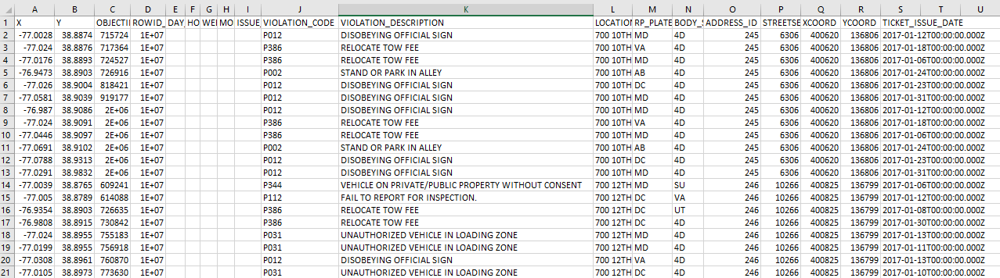 A B C D E F G H I J K L M N O P Q R S T U
1 X Y OBJECTI ROWID_ DAY_ HO WEI MO ISSUE_ VIOLATION_CODE VIOLATION_DESCRIPTION LOCATION RP_PLATE BODY_S ADDRESS_ID STREETSE XCOORD YCOORD TICKET_ISSUE_DATE
2 -77.0028 38.8874 715724 1E+07 P012 DISOBEYING OFFICIAL SIGN 700 10TH MD 4D 245 6306 400620 136806 2017-01-12T00:00:00.000Z
3 -77.024 38.8876 717364 1E+07 P386 RELOCATE TOW FEE 700 10TH VA 4D 245 6306 400620 136806 2017-01-18T00:00:00.000Z
4 -77.0176 38.8893 724527 1E+07 P386 RELOCATE TOW FEE 700 10TH MD 4D 245 6306 400620 136806 2017-01-06T00:00:00.000Z
5 -76.9473 38.8903 726916 1E+07 P002 STAND OR PARK IN ALLEY 700 10TH AB 4D 245 6306 400620 136806 2017-01-24T00:00:00.000Z
6 -77.026 38.9004 818421 1E+07 P012 DISOBEYING OFFICIAL SIGN 700 10TH DC 4D 245 6306 400620 136806 2017-01-23T00:00:00.000Z
7 -77.0581 38.9039 919177 1E+07 P012 DISOBEYING OFFICIAL SIGN 700 10TH MD 4D 245 6306 400620 136806 2017-01-31T00:00:00.000Z
8 -76.987 38.9086 2E+06 1E+07 P012 DISOBEYING OFFICIAL SIGN 700 10TH MD 4D 245 6306 400620 136806 2017-01-12T00:00:00.000Z
9 -77.024 38.9091 2E+06 1E+07 P386 RELOCATE TOW FEE 700 10TH VA 4D 245 6306 400620 136806 2017-01-18T00:00:00.000Z
10 -77.0446 38.9097 2E+06 1E+07 P386 RELOCATE TOW FEE 700 10TH MD 4D 245 6306 400620 136806 2017-01-06T00:00:00.000Z
11 -77.0691 38.9102 2E+06 1E+07 P002 STAND OR PARK IN ALLEY 700 10TH AB 4D 245 6306 400620 136806 2017-01-24T00:00:00.000Z
12 -77.0788 38.9313 2E+06 1E+07 P012 DISOBEYING OFFICIAL SIGN 700 10TH DC 4D 245 6306 400620 136806 2017-01-23T00:00:00.000Z
13 -77.0291 38.9832 2E+06 1E+07 P012 DISOBEYING OFFICIAL SIGN 700 10TH MD 4D 245 6306 400620 136806 2017-01-31T00:00:00.000Z
14 -77.0039 38.8765 609241 1E+07 P344 VEHICLE ON PRIVATE/PUBLIC PROPERTY WITHOUT CONSENT 700 12TH MD SU 246 10266 400825 136799 2017-01-06T00:00:00.000Z
15 -77.005 38.8789 614088 1E+07 P112 FAIL TO REPORT FOR INSPECTION. 700 12TH DC VA 246 10266 400825 136799 2017-01-12T00:00:00.000Z
16 -76.9354 38.8903 726635 1E+07 P386 RELOCATE TOW FEE 700 12TH DC UT 246 10266 400825 136799 2017-01-08T00:00:00.000Z
17 -76.9808 38.8915 730842 1E+07 P386 RELOCATE TOW FEE 700 12TH DC 4D 246 10266 400825 136799 2017-01-30T00:00:00.000Z
18 -77.024 38.8955 755183 1E+07 P031 UNAUTHORIZED VEHICLE IN LOADING ZONE 700 12TH MD 4D 246 10266 400825 136799 2017-01-13T00:00:00.000Z
19 -77.0199 38.8955 756918 1E+07 P031 UNAUTHORIZED VEHICLE IN LOADING ZONE 700 12TH MD 4D 246 10266 400825 136799 2017-01-11T00:00:00.000Z
20 -77.0308 38.8961 760870 1E+07 P012 DISOBEYING OFFICIAL SIGN 700 12TH VA 4D 246 10266 400825 136799 2017-01-13T00:00:00.000Z
21 -77.0105 38.8973 773630 1E+07 P031 UNAUTHORIZED VEHICLE IN LOADING ZONE 700 12TH DC 4D 246 10266 400825 136799 2017-01-10T00:00:00.000Z